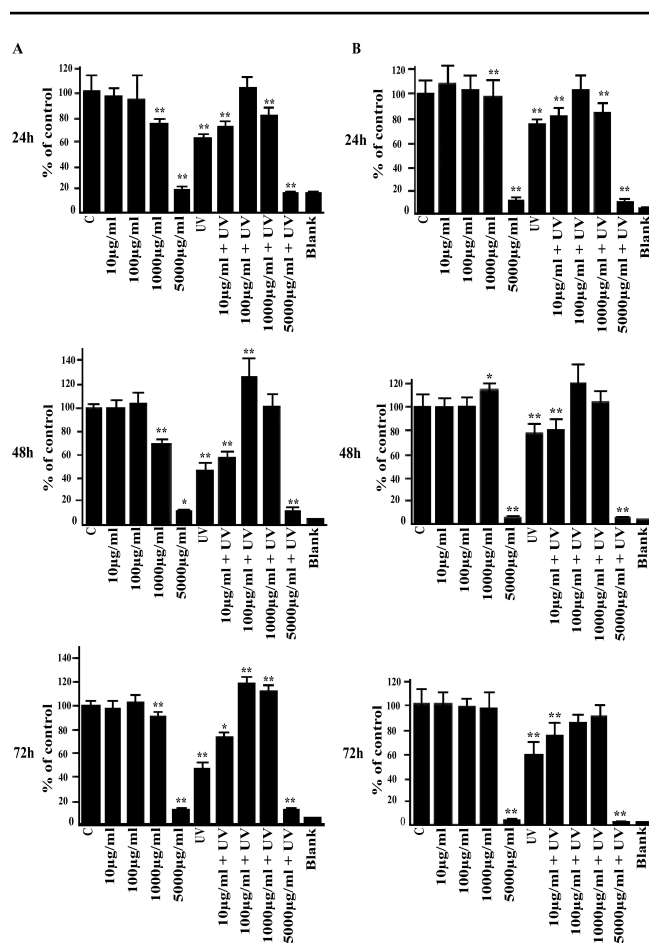 A
120
100
80
60
40
20
0
% of control
24h
** ** ** ** ** **
C
10µg/ml
100µg/ml
1000µg/ml
5000µg/ml
UV
10µg/ml + UV
100µg/ml + UV
1000µg/ml + UV
5000µg/ml + UV
Blank
B
120
100
80
60
40
20
0
% of control
24h
** ** ** ** ** **
C
10µg/ml
100µg/ml
1000µg/ml
5000µg/ml
UV
10µg/ml + UV
100µg/ml + UV
1000µg/ml + UV
5000µg/ml + UV
Blank
140
120
100
80
60
40
20
0
% of control
48h
** * ** ** ** **
C
10µg/ml
100µg/ml
1000µg/ml
5000µg/ml
UV
10µg/ml + UV
100µg/ml + UV
1000µg/ml + UV
5000µg/ml + UV
Blank
120
100
80
60
40
20
0
% of control
48h
* ** ** ** **
C
10µg/ml
100µg/ml
1000µg/ml
5000µg/ml
UV
10µg/ml + UV
100µg/ml + UV
1000µg/ml + UV
5000µg/ml + UV
Blank
140
120
100
80
60
40
20
0
% of control
72h
** ** ** * ** ** **
C
10µg/ml
100µg/ml
1000µg/ml
5000µg/ml
UV
10µg/ml + UV
100µg/ml + UV
1000µg/ml + UV
5000µg/ml + UV
Blank
120
100
80
60
40
20
0
% of control
72h
** ** ** **
C
10µg/ml
100µg/ml
1000µg/ml
5000µg/ml
UV
10µg/ml + UV
100µg/ml + UV
1000µg/ml + UV
5000µg/ml + UV
Blank